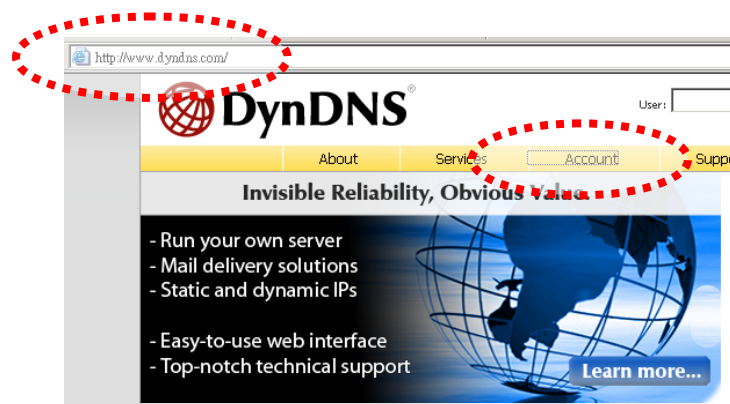 http://www.dyndns.com/
DynDNS®
User:
About Services Account Supp
Invisible Reliability, Obvious Value.
- Run your own server
- Mail delivery solutions
- Static and dynamic IPs
- Easy-to-use web interface
- Top-notch technical support
Learn more...